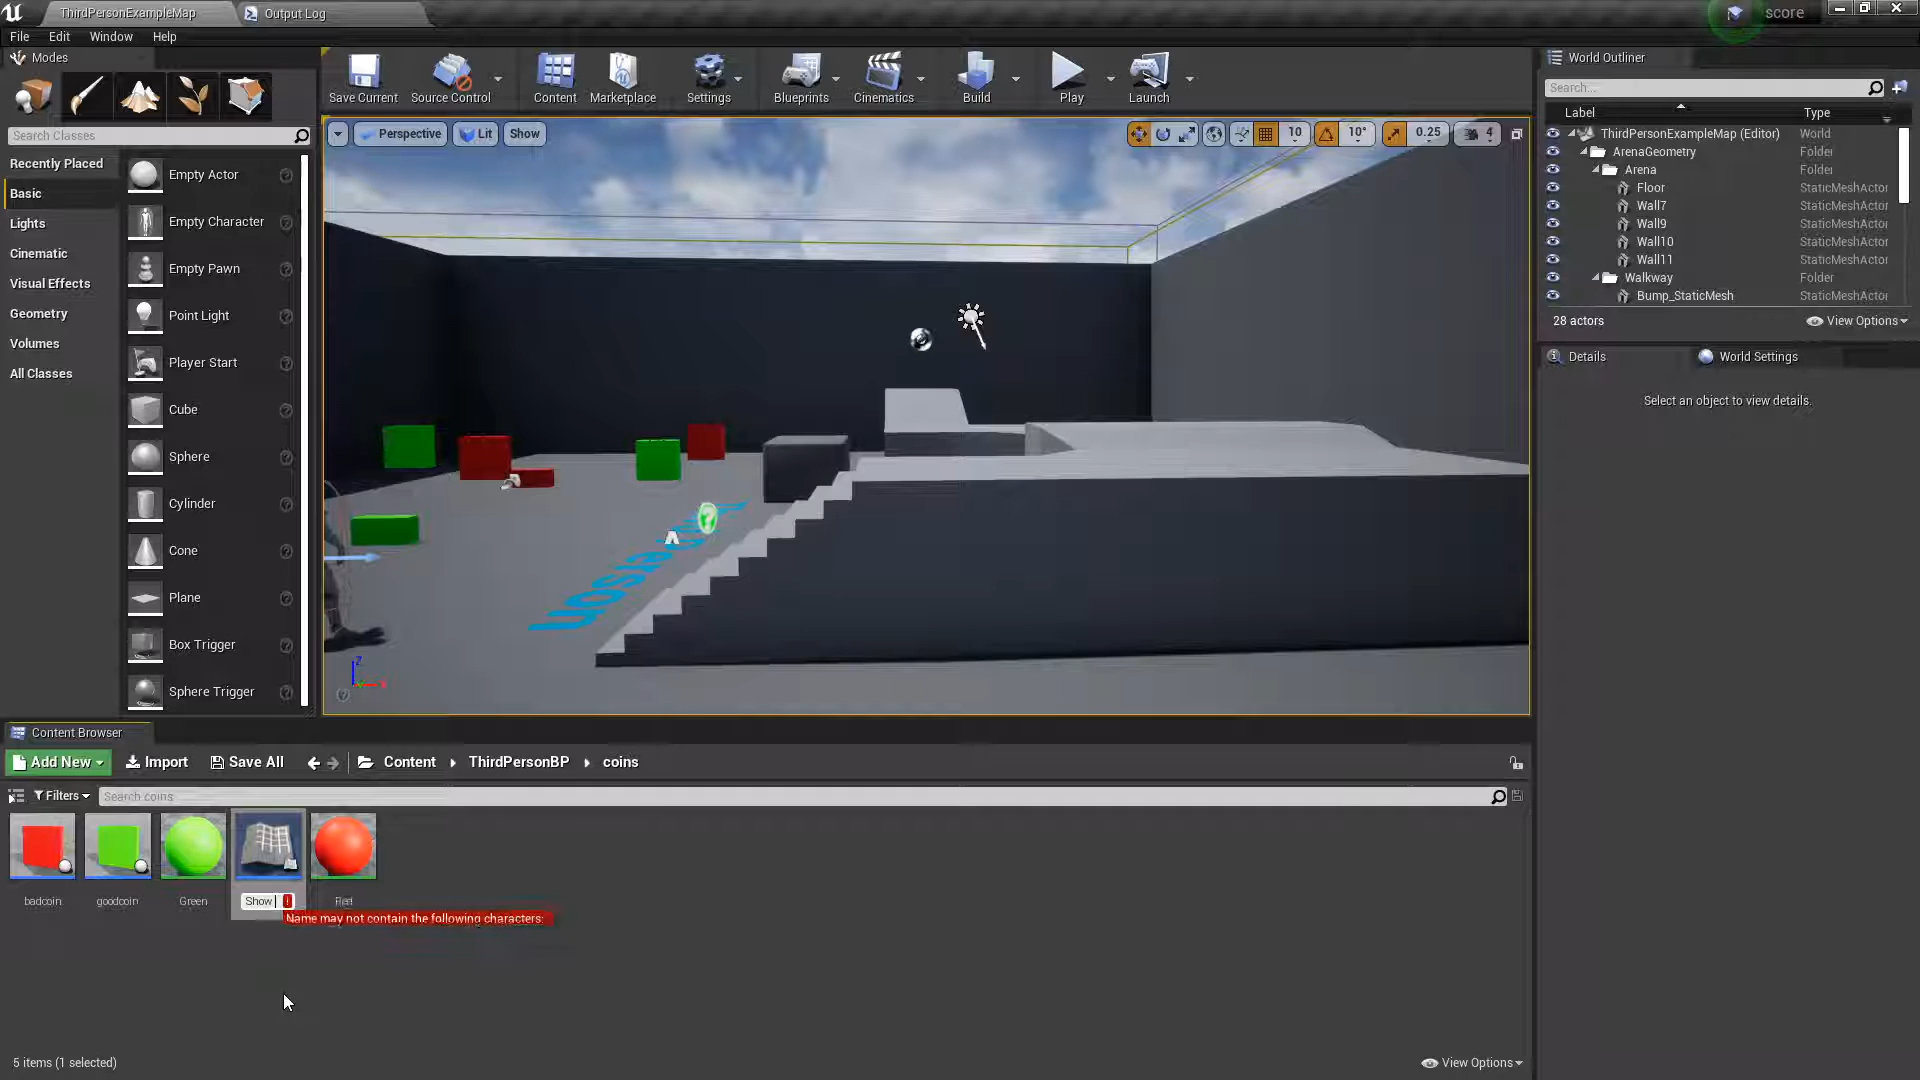 ThirdPersonExampleMap
Output Log
score
File
Edit
Window
Help
Modes
Search Classes
Recently Placed
Basic
Lights
Cinematic
Visual Effects
Geometry
Volumes
All Classes
Empty Actor
Empty Character
Empty Pawn
Point Light
Player Start
Cube
Sphere
Cylinder
Cone
Plane
Box Trigger
Sphere Trigger
Save Current
Source Control
Content
Marketplace
Settings
Blueprints
Cinematics
Build
Play
Launch
Perspective
Lit
Show
10
10°
0.25
4
World Outliner
Search...
Label
Type
ThirdPersonExampleMap (Editor)
World
ArenaGeometry
Folder
Arena
Folder
Floor
StaticMeshActor
Wall7
StaticMeshActor
Wall9
StaticMeshActor
Wall10
StaticMeshActor
Wall11
StaticMeshActor
Walkway
Folder
Bump_StaticMesh
StaticMeshActor
28 actors
View Options
Details
World Settings
Select an object to view details.
Content Browser
Add New
Import
Save All
Content
ThirdPersonBP
coins
Filters
Search coins
badcoin
goodcoin
Green
Show
Red
Name may not contain the following characters:
5 items (1 selected)
View Options